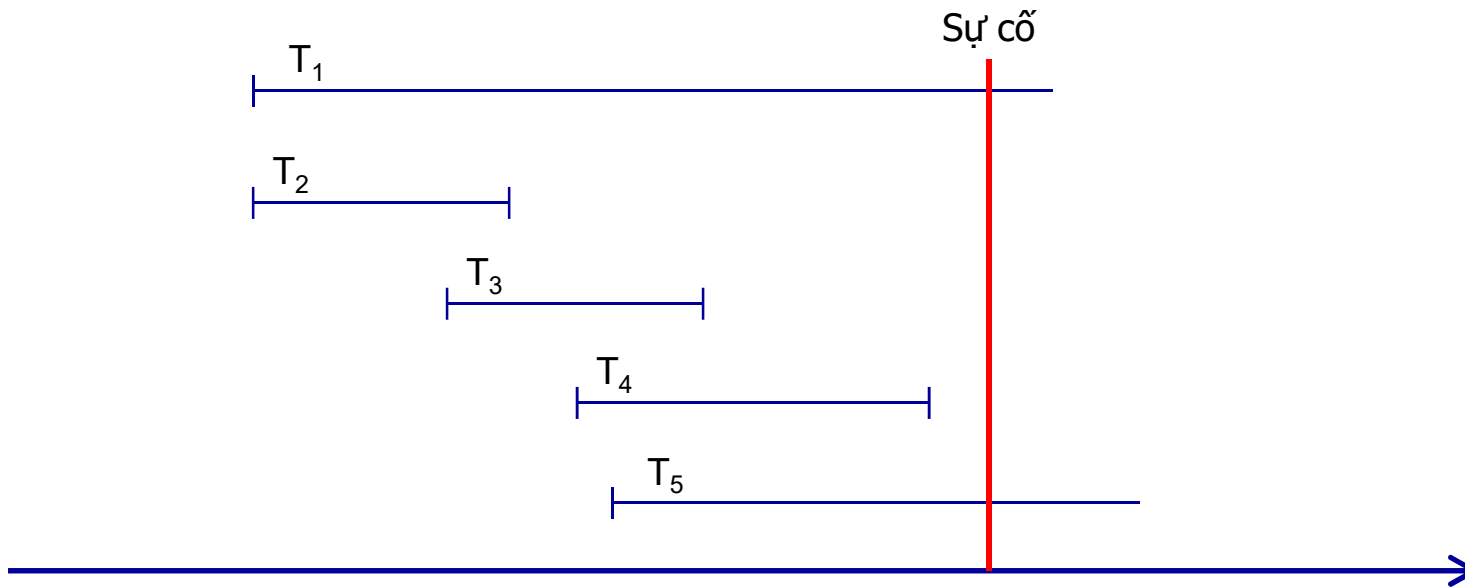 Sự cố
T₁
T₂
T₃
T₄
T₅